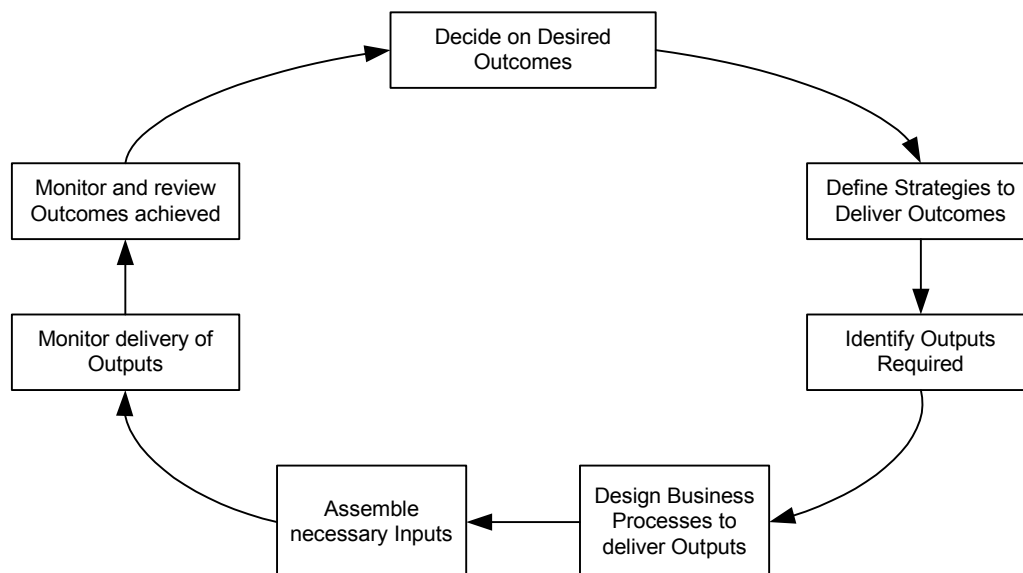 Decide on Desired
Outcomes
Define Strategies to
Deliver Outcomes
Identify Outputs
Required
Design Business
Processes to
deliver Outputs
Assemble
necessary Inputs
Monitor delivery of
Outputs
Monitor and review
Outcomes achieved